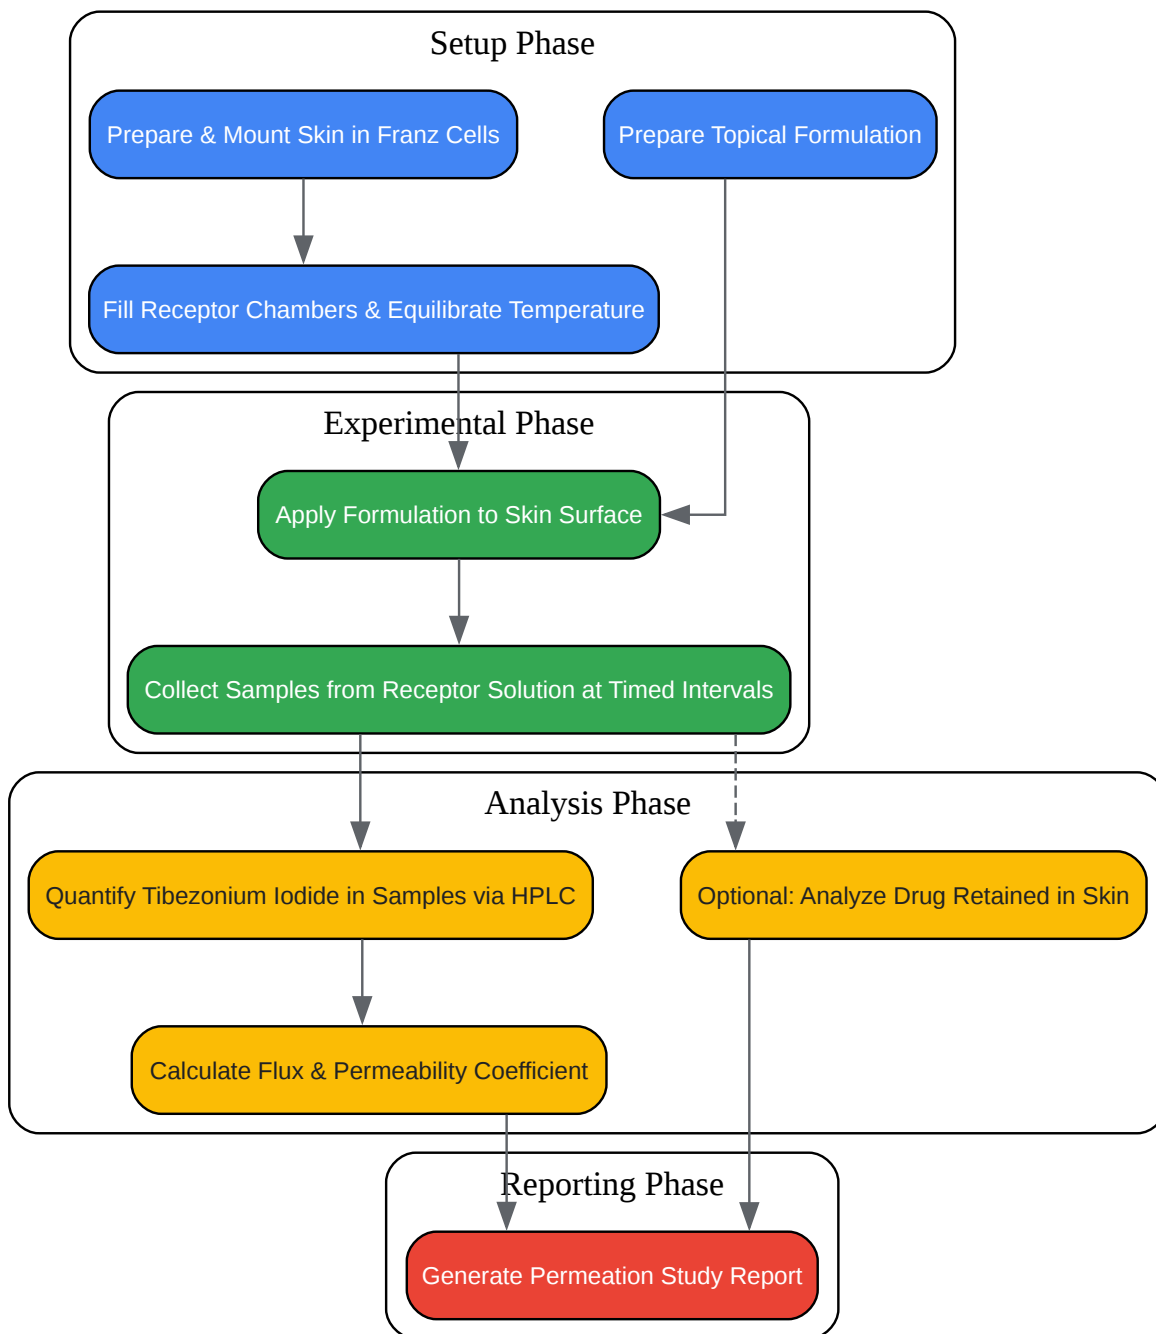 Setup Phase
Prepare & Mount Skin in Franz Cells
Prepare Topical Formulation
Fill Receptor Chambers & Equilibrate Temperature
Experimental Phase
Apply Formulation to Skin Surface
Collect Samples from Receptor Solution at Timed Intervals
Analysis Phase
Quantify Tibezonium Iodide in Samples via HPLC
Optional: Analyze Drug Retained in Skin
Calculate Flux & Permeability Coefficient
Reporting Phase
Generate Permeation Study Report